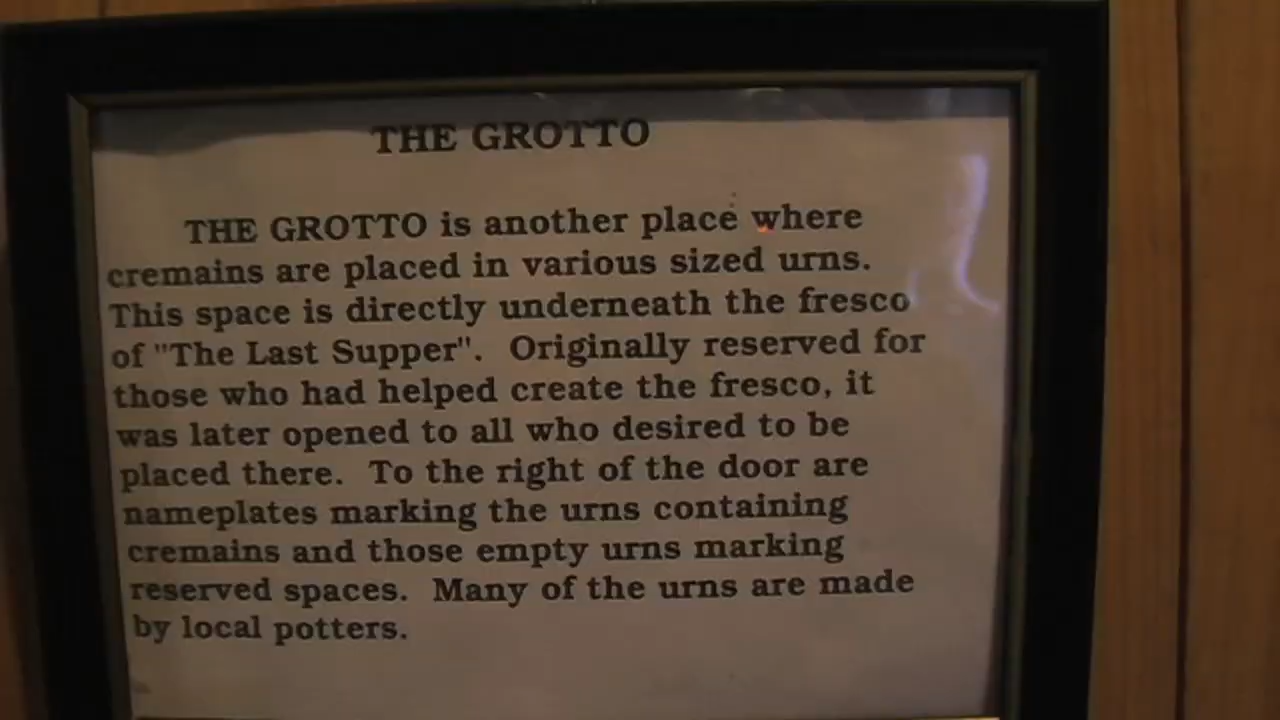 THE GROTTO
THE GROTTO is another place where
cremains are placed in various sized urns.
This space is directly underneath the fresco
of "The Last Supper". Originally reserved for
those who had helped create the fresco, it
was later opened to all who desired to be
placed there. To the right of the door are
nameplates marking the urns containing
cremains and those empty urns marking
reserved spaces. Many of the urns are made
by local potters.